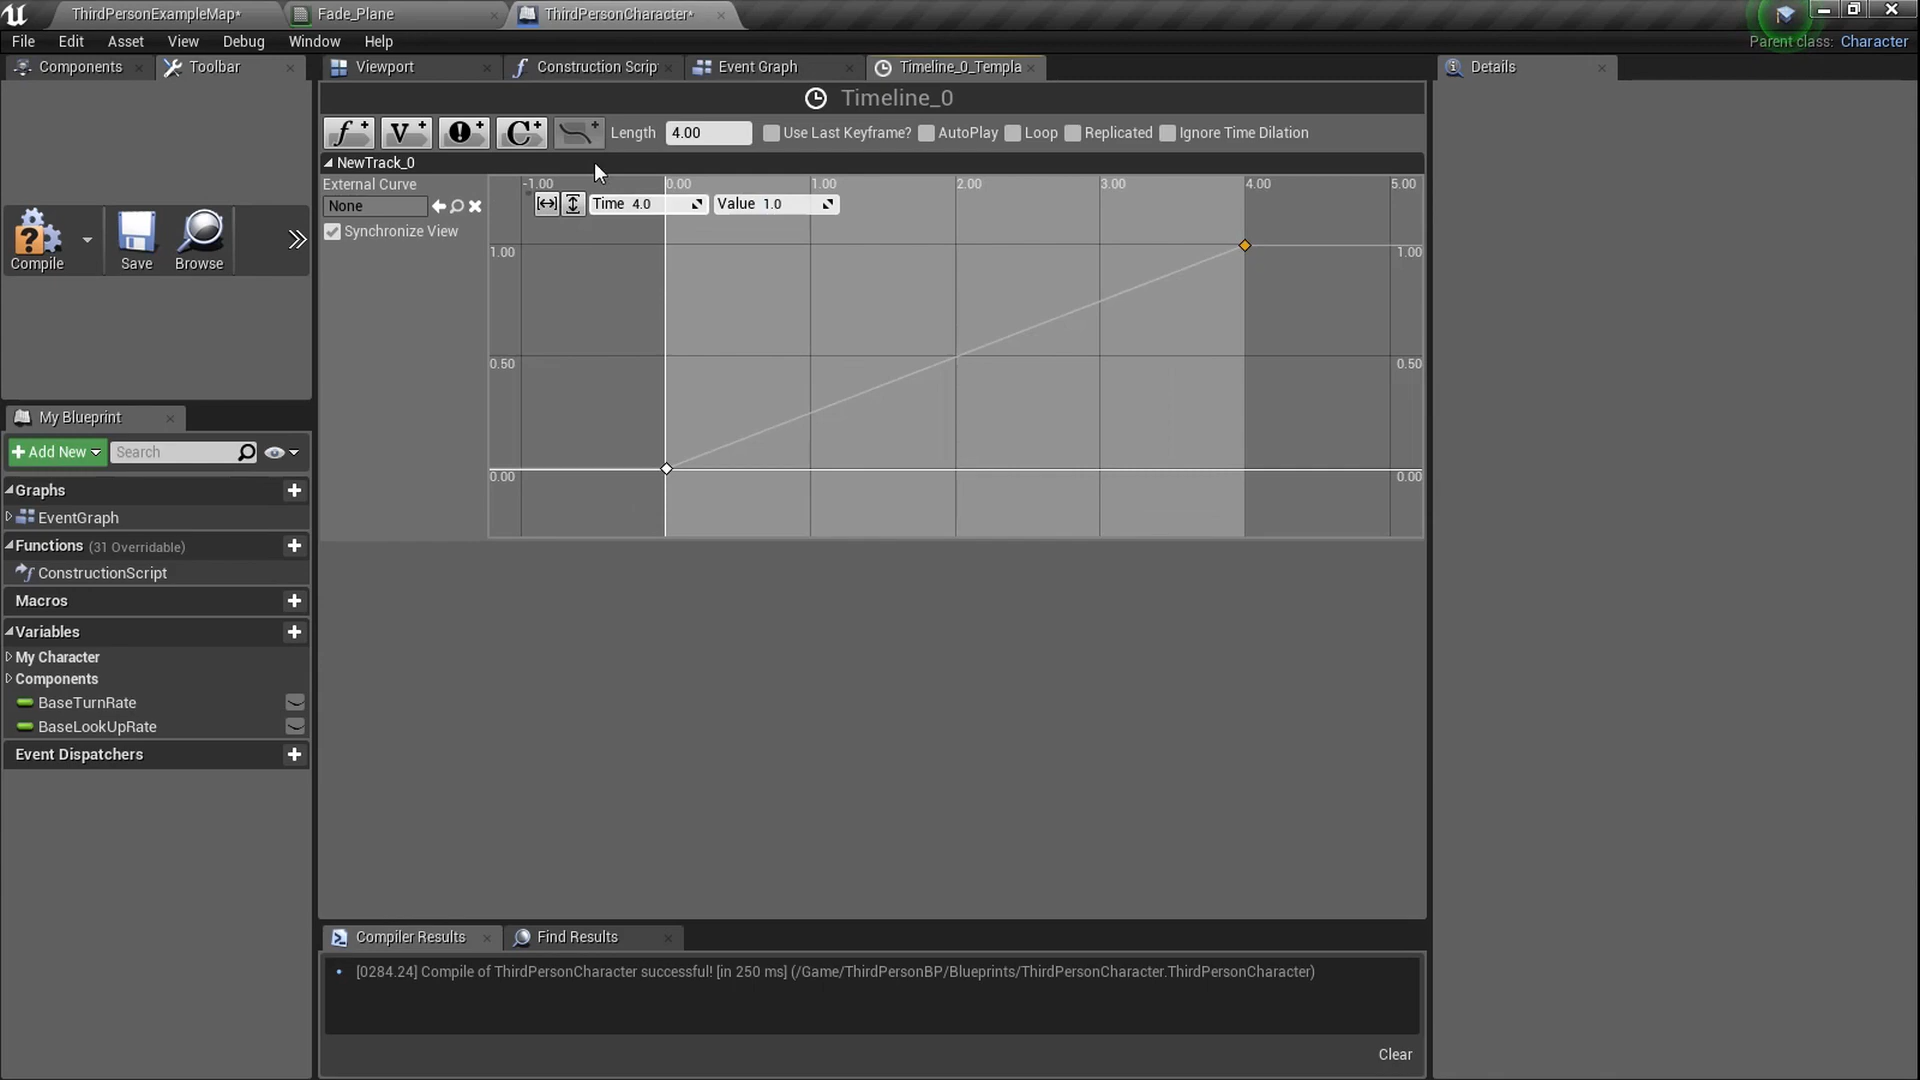 ThirdPersonExampleMap*
Fade_Plane
ThirdPersonCharacter*
File Edit Asset View Debug Window Help
Parent class: Character
Components
Toolbar
Viewport
Construction Scrip
Event Graph
Timeline_0_Templa
Details
Timeline_0
Length 4.00 Use Last Keyframe? AutoPlay Loop Replicated Ignore Time Dilation
NewTrack_0
External Curve
None
Synchronize View
-1.00 0.00 1.00 2.00 3.00 4.00 5.00
Time 4.0 Value 1.0
1.00 1.00
0.50 0.50
0.00 0.00
Compile Save Browse
My Blueprint
Add New Search
Graphs
EventGraph
Functions (31 Overridable)
ConstructionScript
Macros
Variables
My Character
Components
BaseTurnRate
BaseLookUpRate
Event Dispatchers
Compiler Results
Find Results
[0284.24] Compile of ThirdPersonCharacter successful! [in 250 ms] (/Game/ThirdPersonBP/Blueprints/ThirdPersonCharacter.ThirdPersonCharacter)
Clear